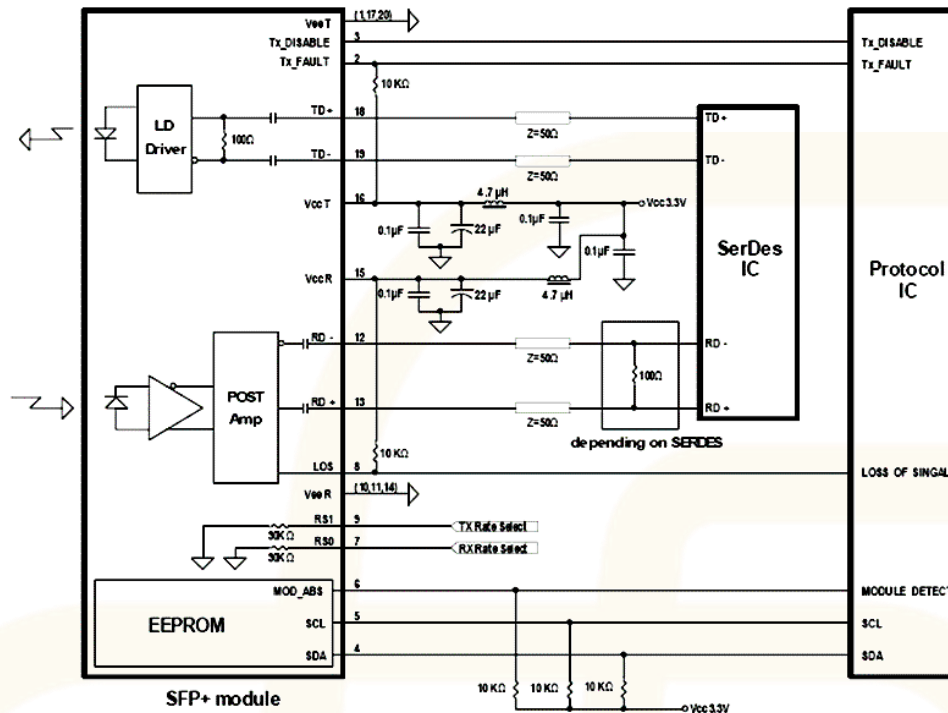 VeeT (1,17,20)
Tx_DISABLE 3 Tx_DISABLE
Tx_FAULT 2 Tx_FAULT
10 KΩ
LD Driver
100Ω
TD+ 18 Z=50Ω TD+
TD- 19 Z=50Ω TD-
VccT 16 4.7 μH Vcc3.3V
0.1μF 22 μF 0.1μF 0.1μF
SerDes IC
Protocol IC
VccR 15 4.7 μH
0.1μF 22 μF
RD - 12 Z=50Ω RD -
POST Amp
100Ω
RD + 13 Z=50Ω RD +
depending on SERDES
10 KΩ
LOS 8 LOSS OF SINGAL
VeeR (10,11,14)
RS1 9 TX Rate Select
30KΩ
RS0 7 RX Rate Select
30KΩ
MOD_ABS 6 MODULE DETECT
EEPROM
SCL 5 SCL
SDA 4 SDA
10 KΩ 10 KΩ 10 KΩ
Vcc3.3V
SFP+ module